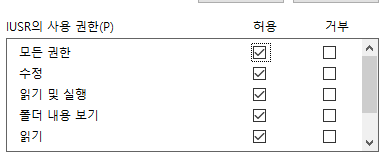 IUSR의 사용 권한(P) 허용 거부
모든 권한
수정
읽기 및 실행
폴더 내용 보기
읽기